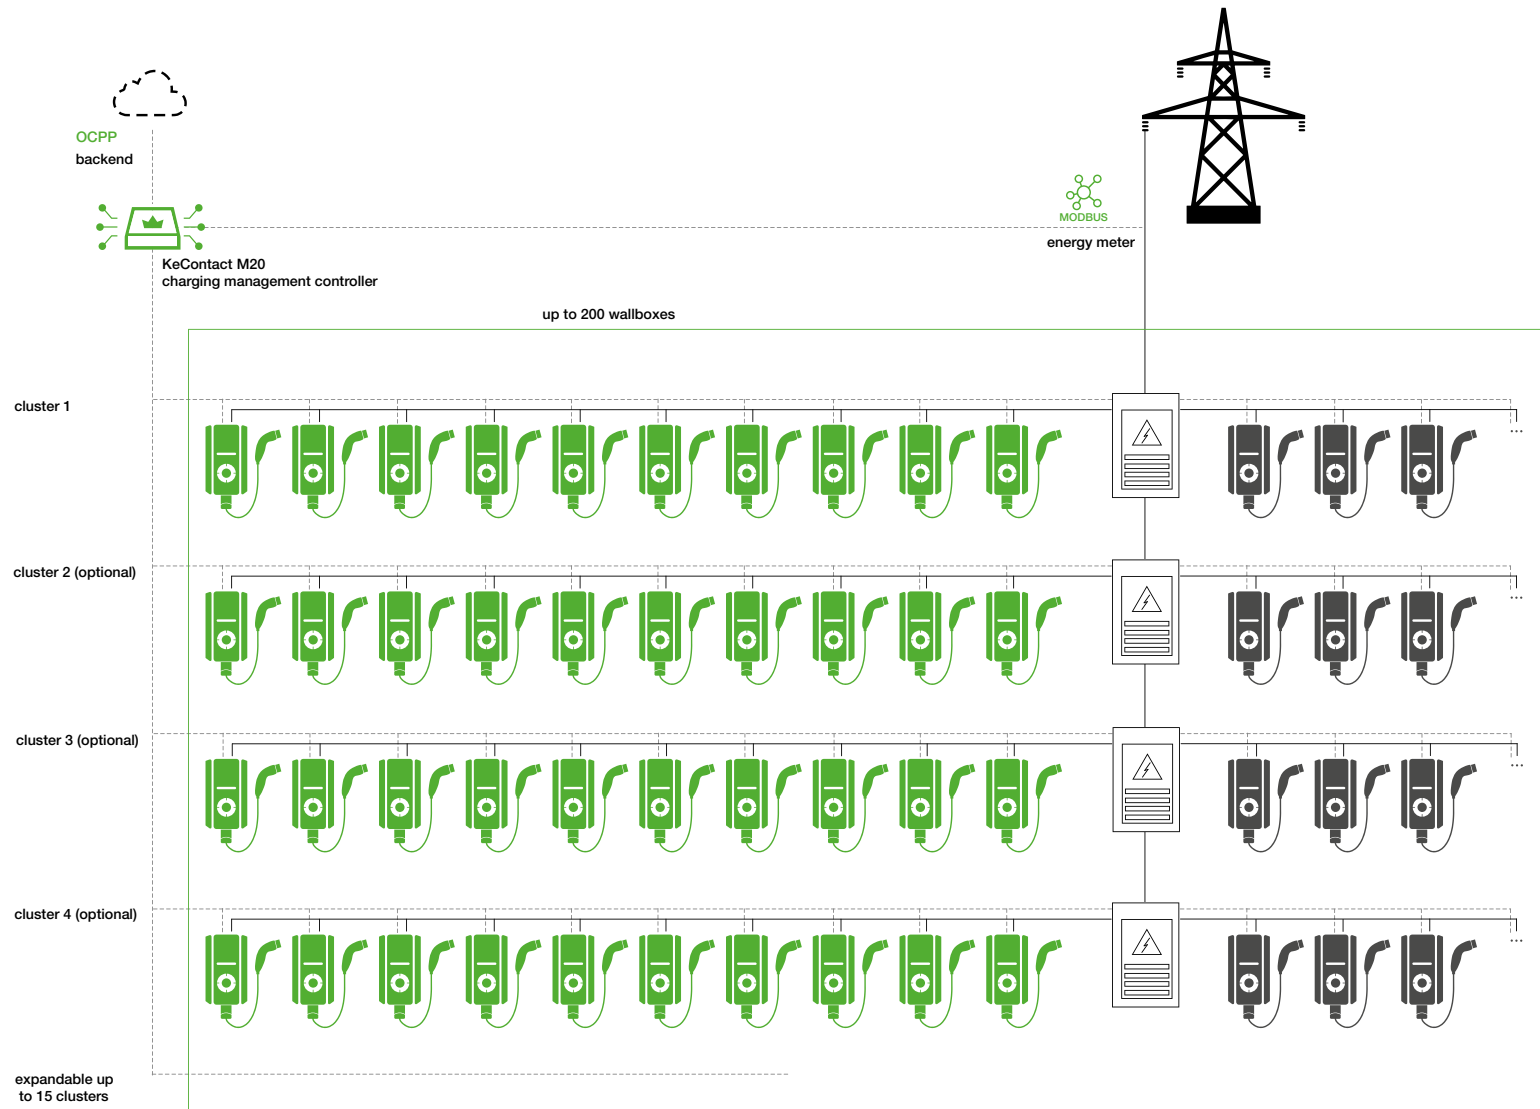 OCPP
backend
MODBUS
energy meter
KeContact M20
charging management controller
up to 200 wallboxes
cluster 1
...
cluster 2 (optional)
...
cluster 3 (optional)
...
cluster 4 (optional)
...
expandable up
to 15 clusters